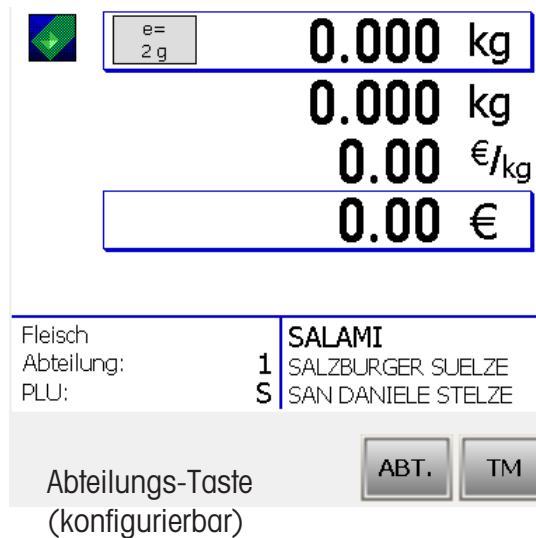 e=
2 g
0.000 kg
0.000 kg
0.00 €/kg
0.00 €
Fleisch
Abteilung: 1
PLU: S
SALAMI
SALZBURGER SUELZE
SAN DANIELE STELZE
ABT. TM
Abteilungs-Taste
(konfigurierbar)